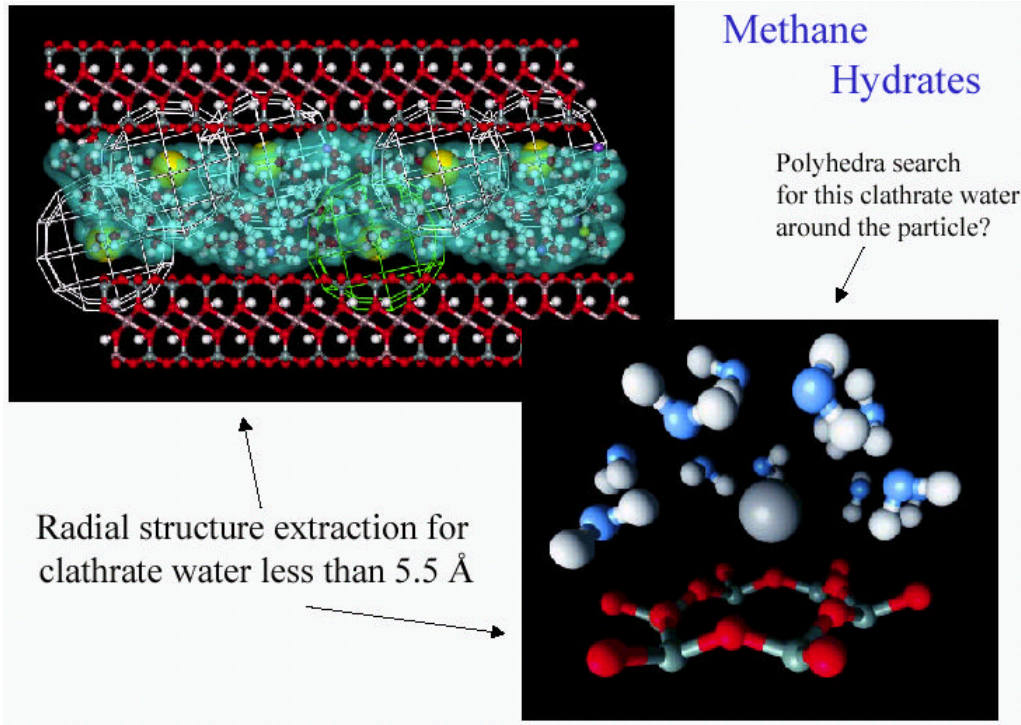 Methane
Hydrates
Polyhedra search
for this clathrate water
around the particle?
Radial structure extraction for
clathrate water less than 5.5 Å